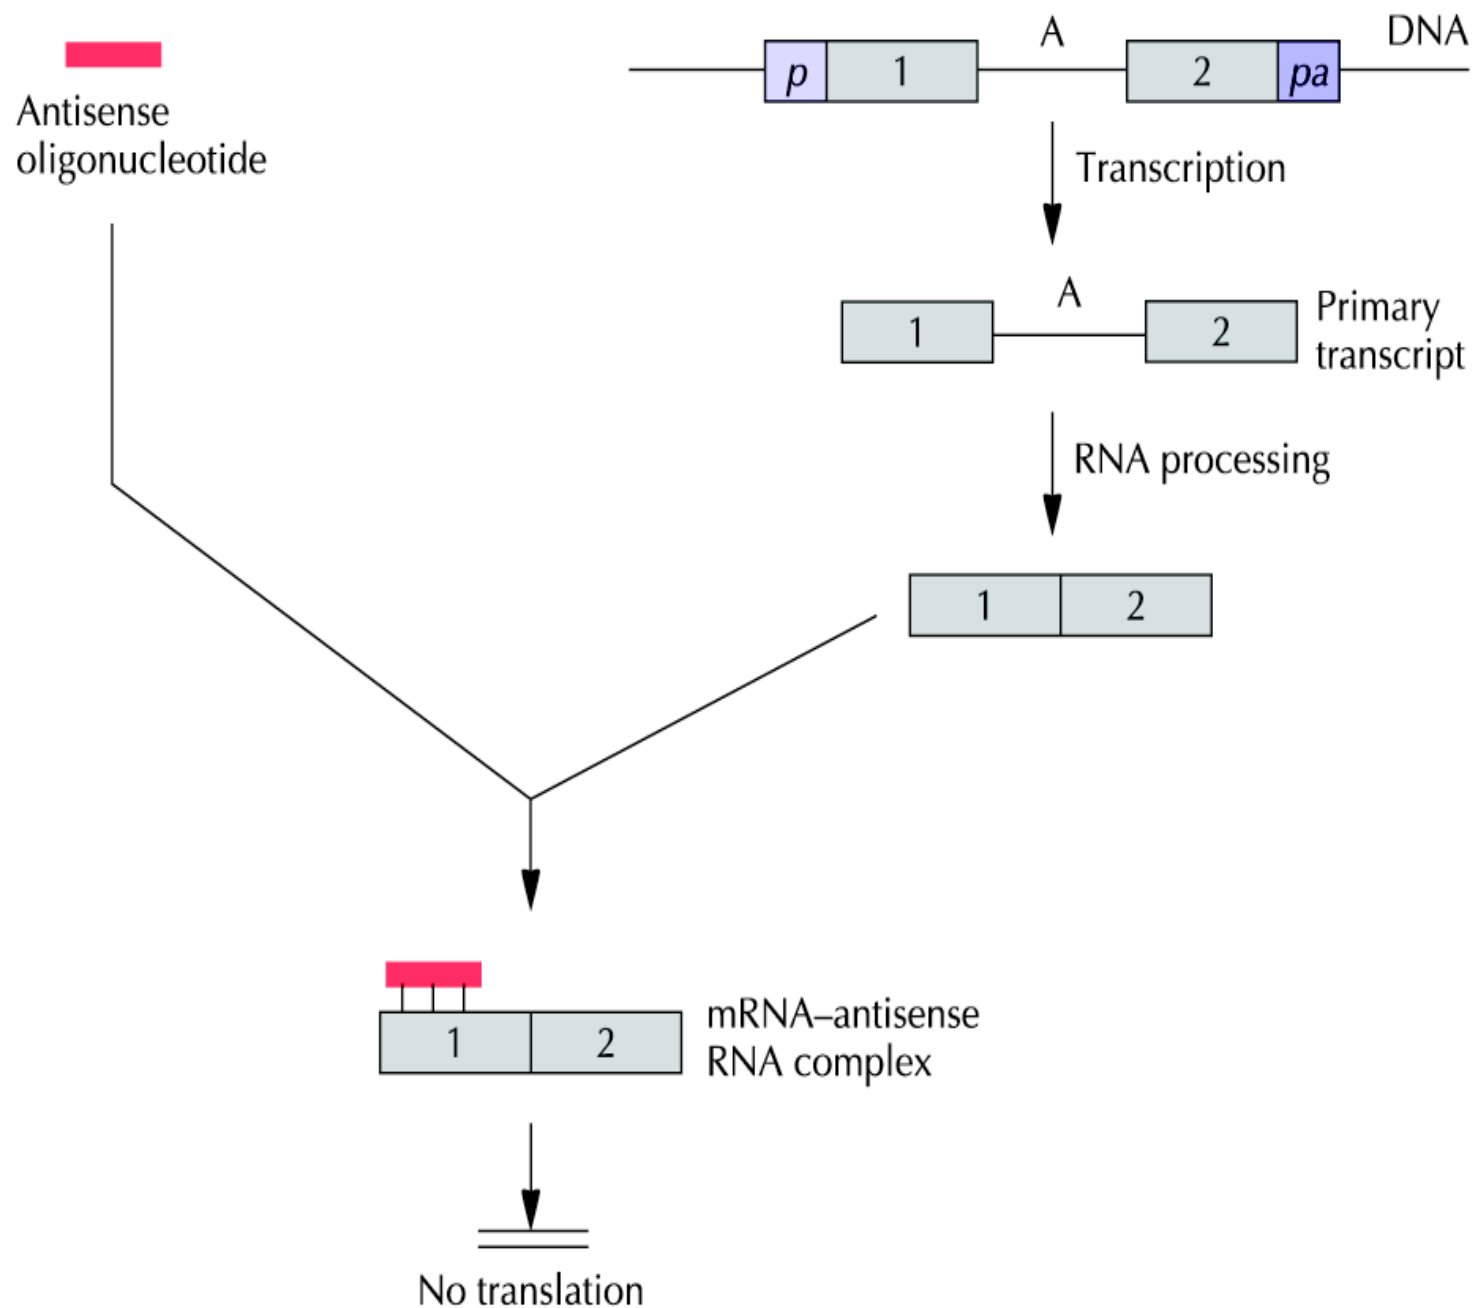 Antisense
oligonucleotide
A
DNA
p
1
2
pa
Transcription
A
1
2
Primary
transcript
RNA processing
1
2
1
2
mRNA–antisense
RNA complex
No translation